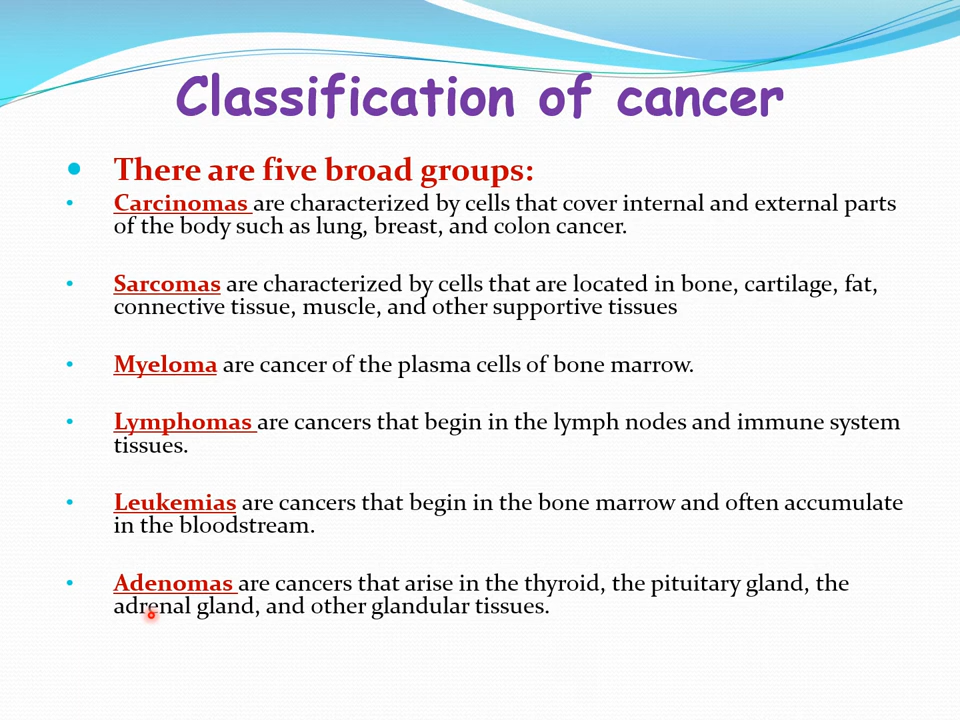 Classification of cancer
There are five broad groups:
Carcinomas are characterized by cells that cover internal and external parts
of the body such as lung, breast, and colon cancer.
Sarcomas are characterized by cells that are located in bone, cartilage, fat,
connective tissue, muscle, and other supportive tissues
Myeloma are cancer of the plasma cells of bone marrow.
Lymphomas are cancers that begin in the lymph nodes and immune system
tissues.
Leukemias are cancers that begin in the bone marrow and often accumulate
in the bloodstream.
Adenomas are cancers that arise in the thyroid, the pituitary gland, the
adrenal gland, and other glandular tissues.